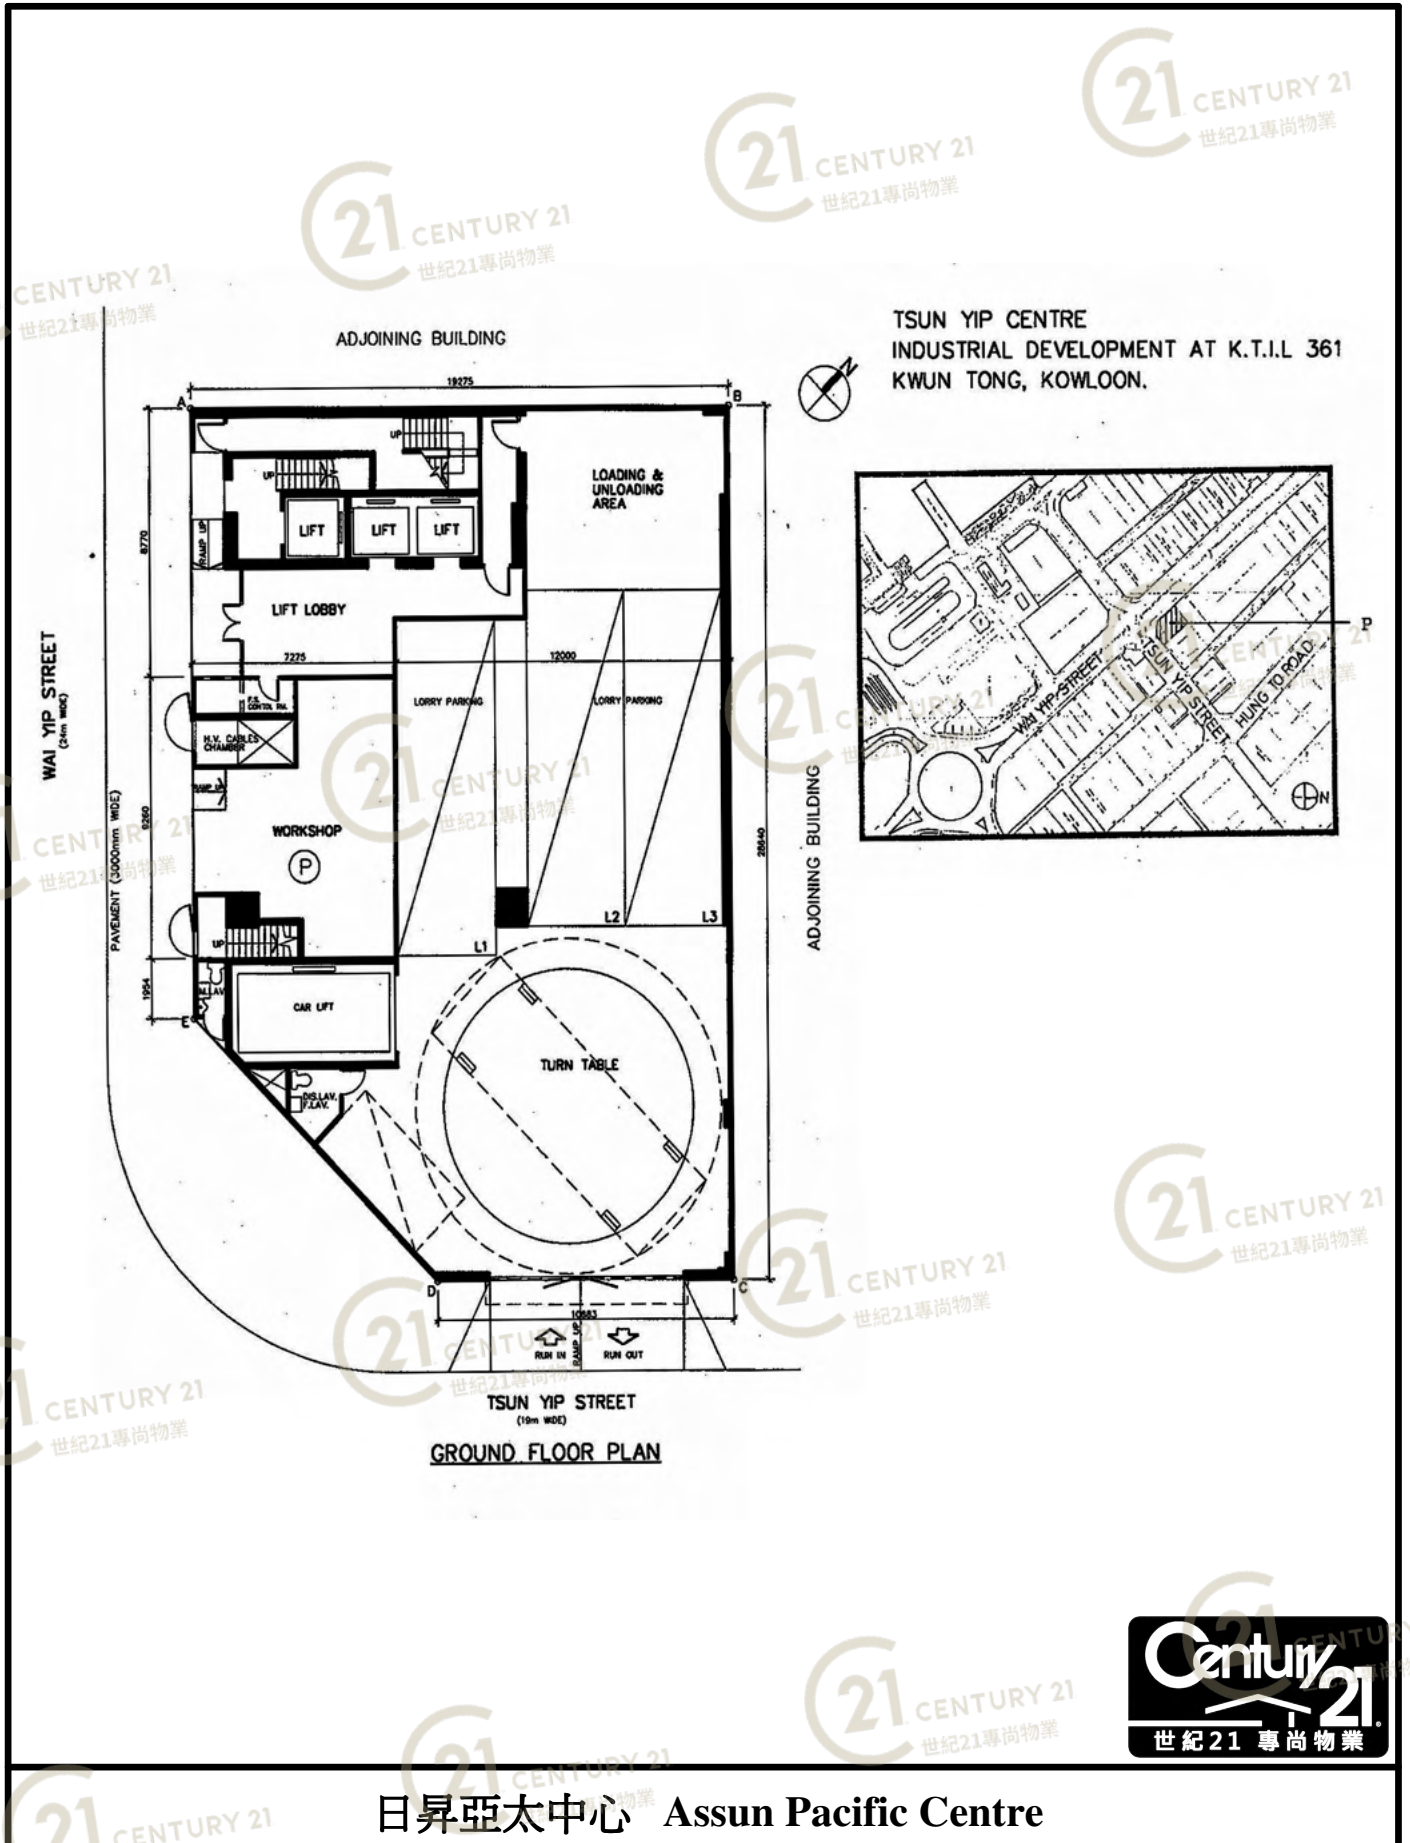 TSUN YIP CENTRE
INDUSTRIAL DEVELOPMENT AT K.T.I.L 361
KWUN TONG, KOWLOON.
N
ADJOINING BUILDING
19275
A
B
UP
UP
LOADING &
UNLOADING
AREA
LIFT
LIFT
LIFT
RAMP UP
8770
LIFT LOBBY
7275
12000
WAI YIP STREET
(24m WIDE)
PAVEMENT (3000mm WIDE)
F.S.
CONTOL RM.
LORRY PARKING
LORRY PARKING
H.V. CABLES
CHAMBER
RAMP UP
9260
WORKSHOP
P
28640
ADJOINING BUILDING
UP
L1
L2
L3
1954
M.LAV
E
CAR LIFT
TURN TABLE
DIS.LAV.
F.LAV.
D
C
10683
RUN IN
RAMP UP
RUN OUT
TSUN YIP STREET
(19m WIDE)
GROUND FLOOR PLAN
P
WAI YIP STREET
TSUN YIP STREET
HUNG TO ROAD
N
Century 21
世紀21 專尚物業
日昇亞太中心 Assun Pacific Centre
21 CENTURY 21
世紀21專尚物業